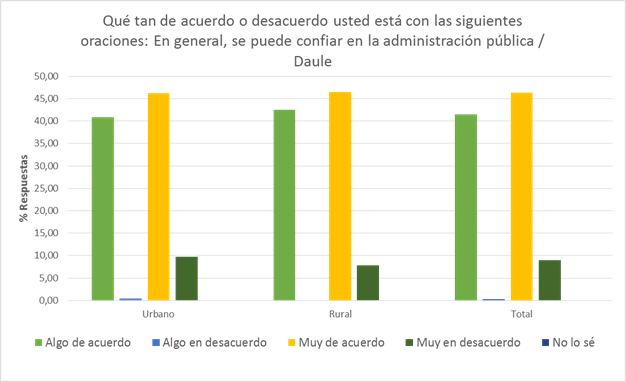 Qué tan de acuerdo o desacuerdo usted está con las siguientes
oraciones: En general, se puede confiar en la administración pública /
Daule
% Respuestas
50,00
45,00
40,00
35,00
30,00
25,00
20,00
15,00
10,00
5,00
0,00
Urbano Rural Total
Algo de acuerdo Algo en desacuerdo Muy de acuerdo Muy en desacuerdo No lo sé